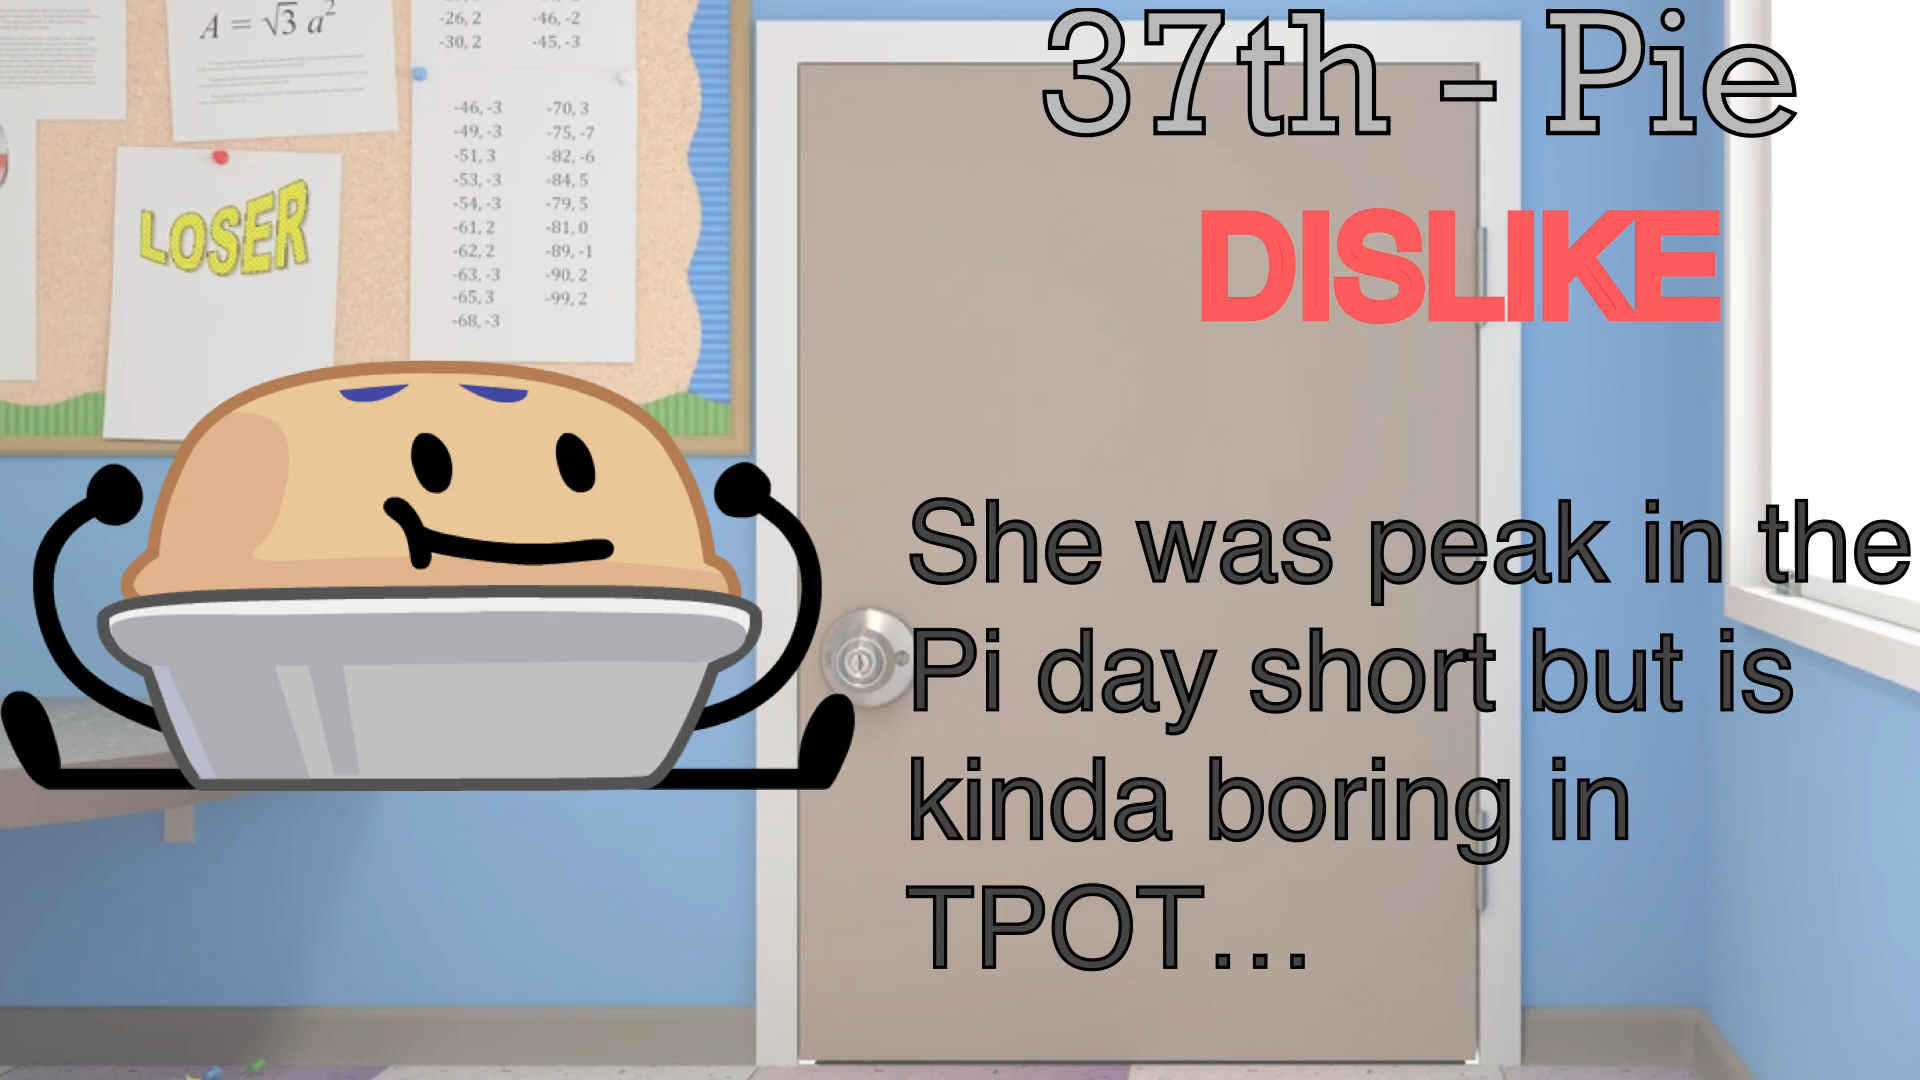 37th - Pie
DISLIKE
She was peak in the
Pi day short but is
kinda boring in
TPOT...
A = √3 a²
LOSER
-26, 2 -46, -2
-30, 2 -45, -3
-46, -3 -70, 3
-49, -3 -75, -7
-51, 3 -82, -6
-53, -3 -84, 5
-54, -3 -79, 5
-61, 2 -81, 0
-62, 2 -89, -1
-63, -3 -90, 2
-65, 3 -99, 2
-68, -3